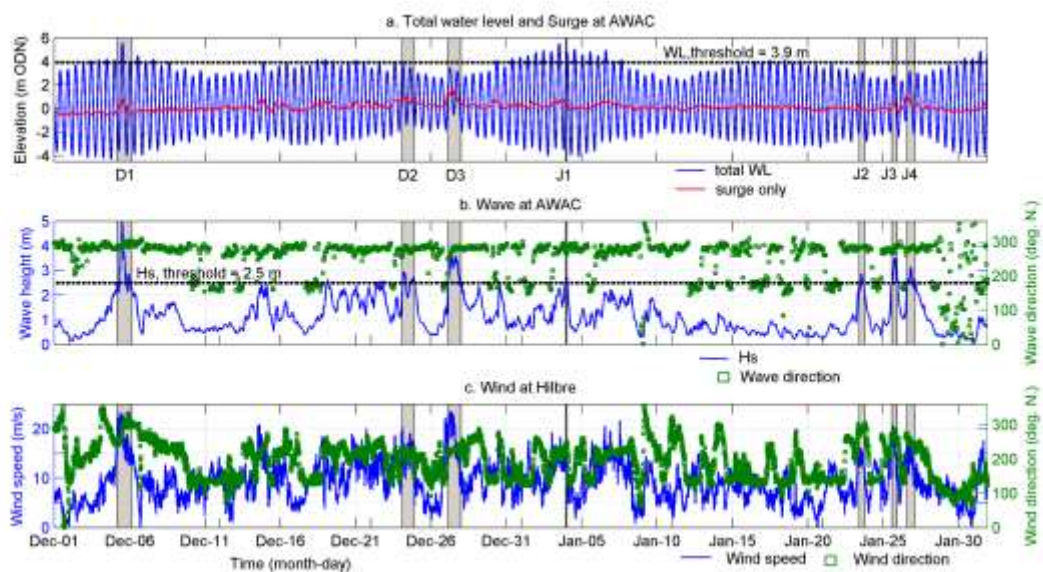 a. Total water level and Surge at AWAC
Elevation (m ODN)
6
4
2
0
-2
-4
WL,threshold = 3.9 m
D1
D2
D3
J1
J2
J3
J4
total WL
surge only
b. Wave at AWAC
Wave height (m)
5
4
3
2
1
0
Hs, threshold = 2.5 m
300
200
100
0
Wave direction (deg. N.)
Hs
Wave direction
c. Wind at Hilbre
Wind speed (m/s)
20
10
0
300
200
100
0
Wind direction (deg. N.)
Dec-01
Dec-06
Dec-11
Dec-16
Dec-21
Dec-26
Dec-31
Jan-05
Jan-10
Jan-15
Jan-20
Jan-25
Jan-30
Time (month-day)
Wind speed
Wind direction